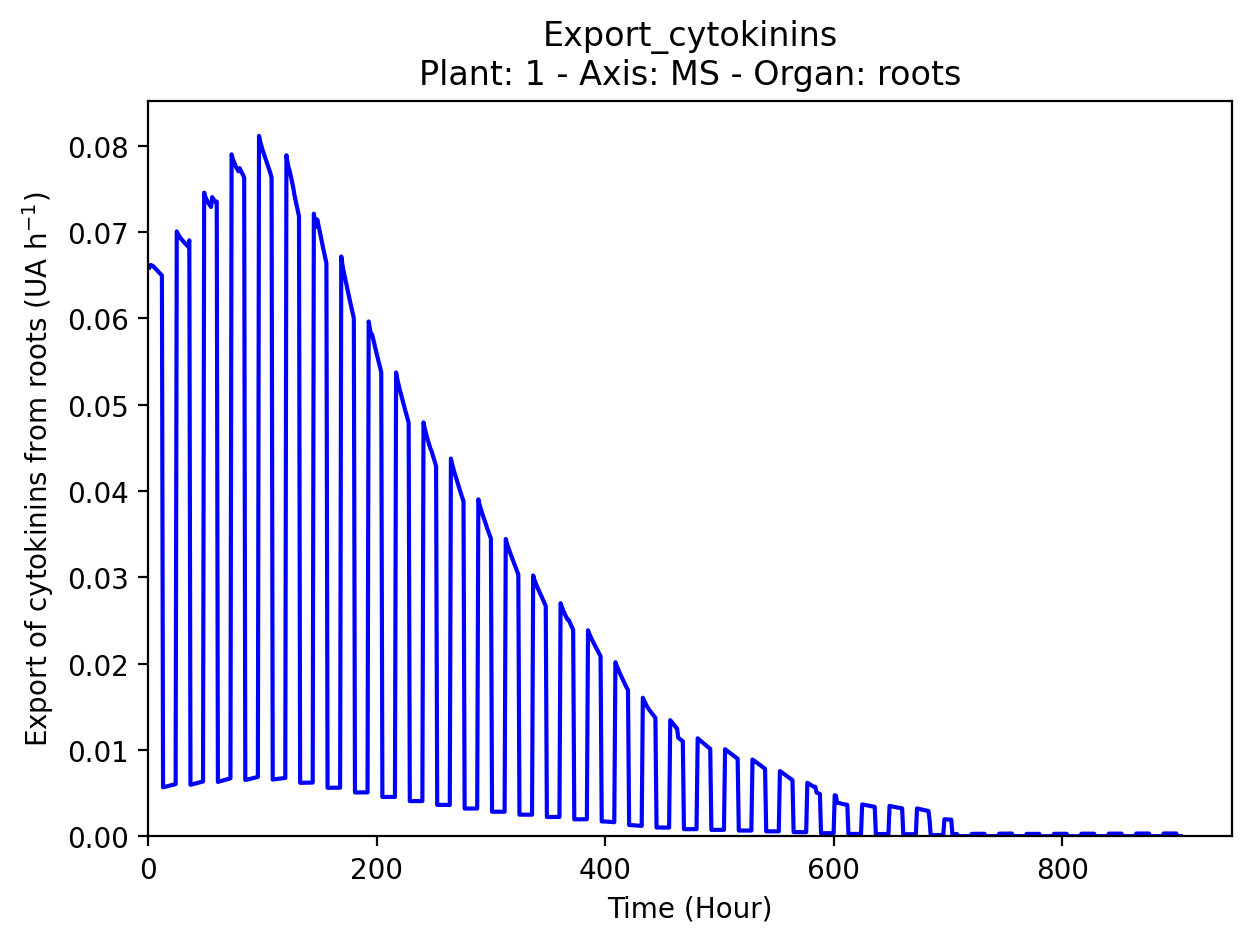 Export_cytokinins
Plant: 1 - Axis: MS - Organ: roots
Export of cytokinins from roots (UA h⁻¹)
0.08
0.07
0.06
0.05
0.04
0.03
0.02
0.01
0.00
0 200 400 600 800
Time (Hour)